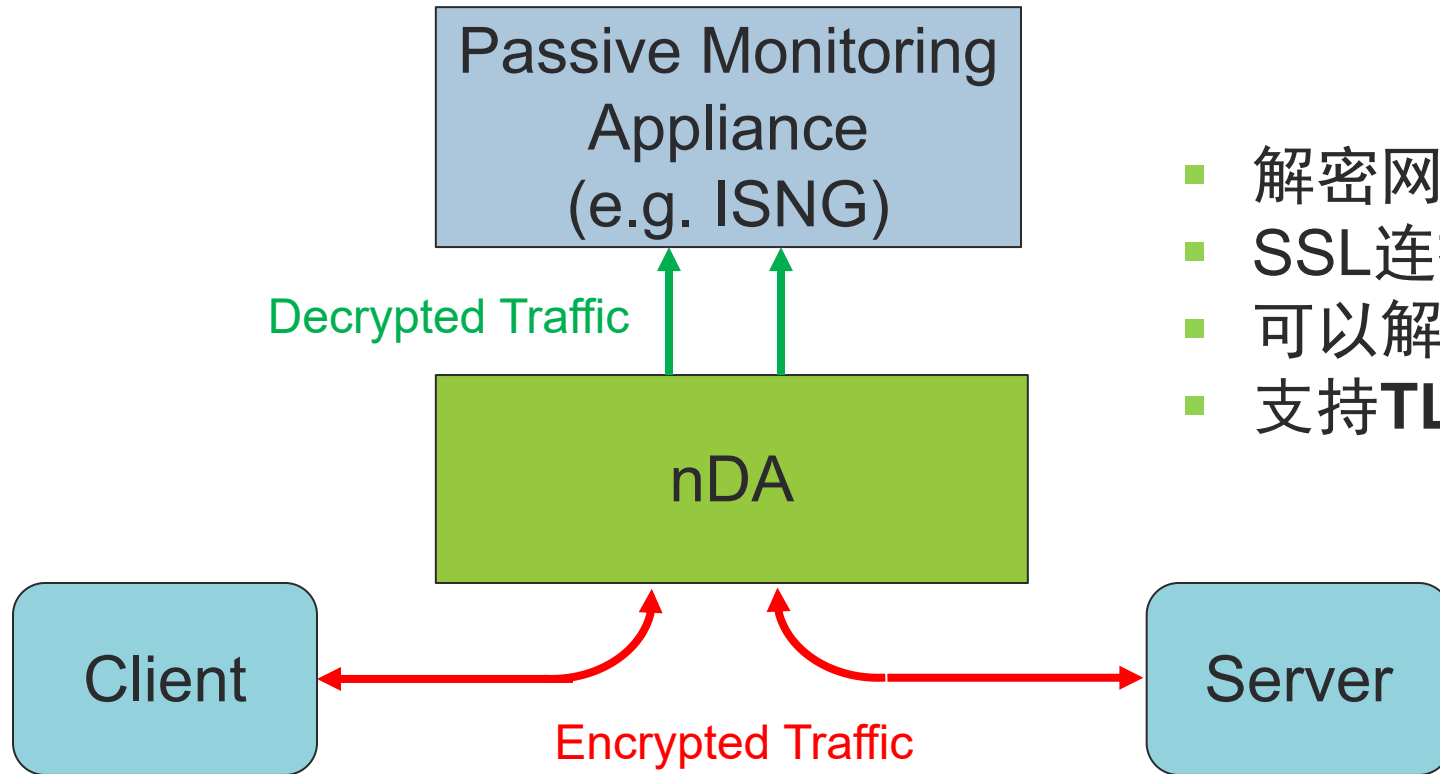 Passive Monitoring
Appliance
(e.g. ISNG)
Decrypted Traffic
nDA
Client
Server
Encrypted Traffic
▪ 解密网
▪ SSL连
▪ 可以解
▪ 支持TL